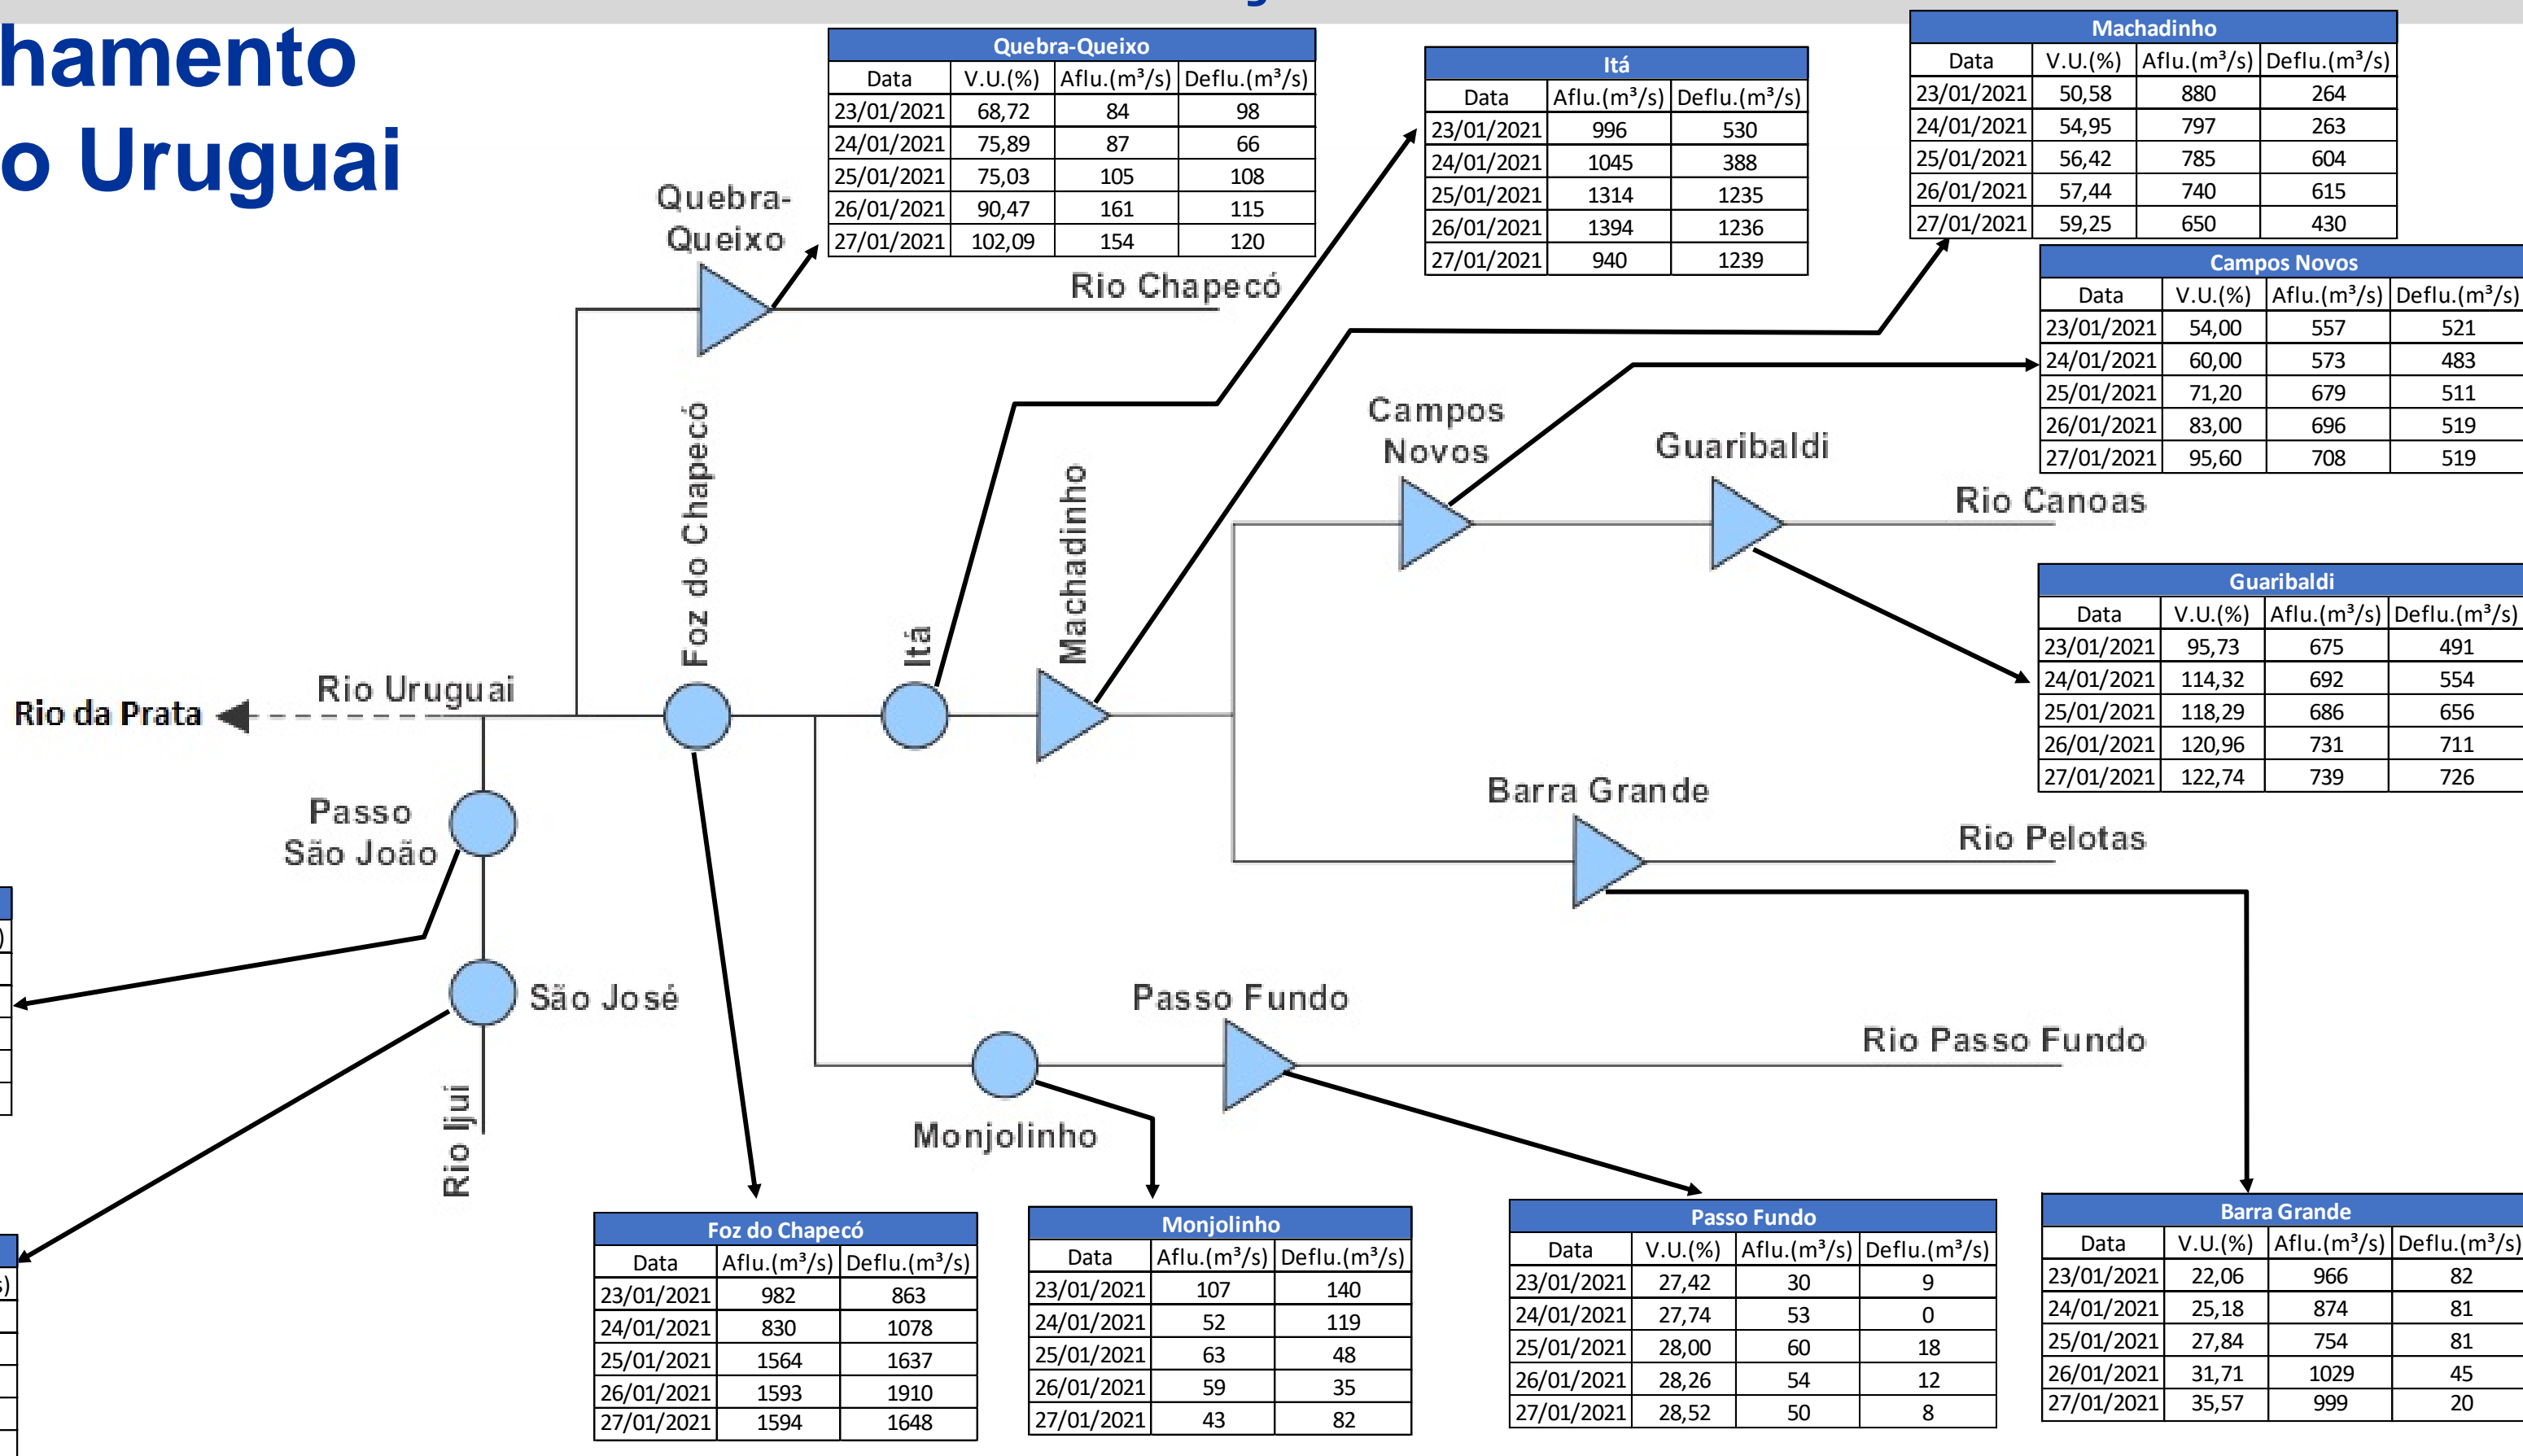 hamento
o Uruguai
Quebra-Queixo
Data V.U.(%) Aflu.(m³/s) Deflu.(m³/s)
23/01/2021 68,72 84 98
24/01/2021 75,89 87 66
25/01/2021 75,03 105 108
26/01/2021 90,47 161 115
27/01/2021 102,09 154 120
Itá
Data Aflu.(m³/s) Deflu.(m³/s)
23/01/2021 996 530
24/01/2021 1045 388
25/01/2021 1314 1235
26/01/2021 1394 1236
27/01/2021 940 1239
Machadinho
Data V.U.(%) Aflu.(m³/s) Deflu.(m³/s)
23/01/2021 50,58 880 264
24/01/2021 54,95 797 263
25/01/2021 56,42 785 604
26/01/2021 57,44 740 615
27/01/2021 59,25 650 430
Campos Novos
Data V.U.(%) Aflu.(m³/s) Deflu.(m³/s)
23/01/2021 54,00 557 521
24/01/2021 60,00 573 483
25/01/2021 71,20 679 511
26/01/2021 83,00 696 519
27/01/2021 95,60 708 519
Quebra-
Queixo
Rio Chapecó
Foz do Chapecó
Itá
Machadinho
Campos
Novos
Guaribaldi
Rio Canoas
Guaribaldi
Data V.U.(%) Aflu.(m³/s) Deflu.(m³/s)
23/01/2021 95,73 675 491
24/01/2021 114,32 692 554
25/01/2021 118,29 686 656
26/01/2021 120,96 731 711
27/01/2021 122,74 739 726
Rio Uruguai
Rio da Prata
Passo
São João
Barra Grande
Rio Pelotas
São José
Passo Fundo
Rio Passo Fundo
Monjolinho
Rio Ijui
Foz do Chapecó
Data Aflu.(m³/s) Deflu.(m³/s)
23/01/2021 982 863
24/01/2021 830 1078
25/01/2021 1564 1637
26/01/2021 1593 1910
27/01/2021 1594 1648
Monjolinho
Data Aflu.(m³/s) Deflu.(m³/s)
23/01/2021 107 140
24/01/2021 52 119
25/01/2021 63 48
26/01/2021 59 35
27/01/2021 43 82
Passo Fundo
Data V.U.(%) Aflu.(m³/s) Deflu.(m³/s)
23/01/2021 27,42 30 9
24/01/2021 27,74 53 0
25/01/2021 28,00 60 18
26/01/2021 28,26 54 12
27/01/2021 28,52 50 8
Barra Grande
Data V.U.(%) Aflu.(m³/s) Deflu.(m³/s)
23/01/2021 22,06 966 82
24/01/2021 25,18 874 81
25/01/2021 27,84 754 81
26/01/2021 31,71 1029 45
27/01/2021 35,57 999 20